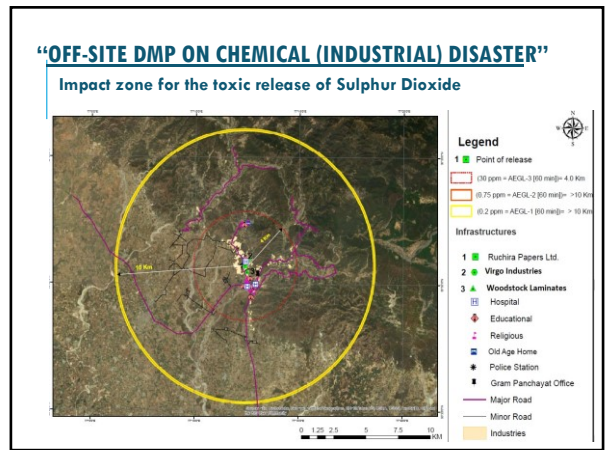 “OFF-SITE DMP ON CHEMICAL (INDUSTRIAL) DISASTER”
Impact zone for the toxic release of Sulphur Dioxide
N
W
E
S
Legend
1 Point of release
(30 ppm = AEGL-3 [60 min])= 4.0 Km
(0.75 ppm = AEGL-2 [60 min])= >10 Km
(0.2 ppm = AEGL-1 [60 min])= > 10 Km
Infrastructures
1 Ruchira Papers Ltd.
2 Virgo Industries
3 Woodstock Laminates
H Hospital
Educational
Religious
Old Age Home
Police Station
Gram Panchayat Office
Major Road
Minor Road
Industries
4 Km
10 Km
0 1.25 2.5 5 7.5 10
KM